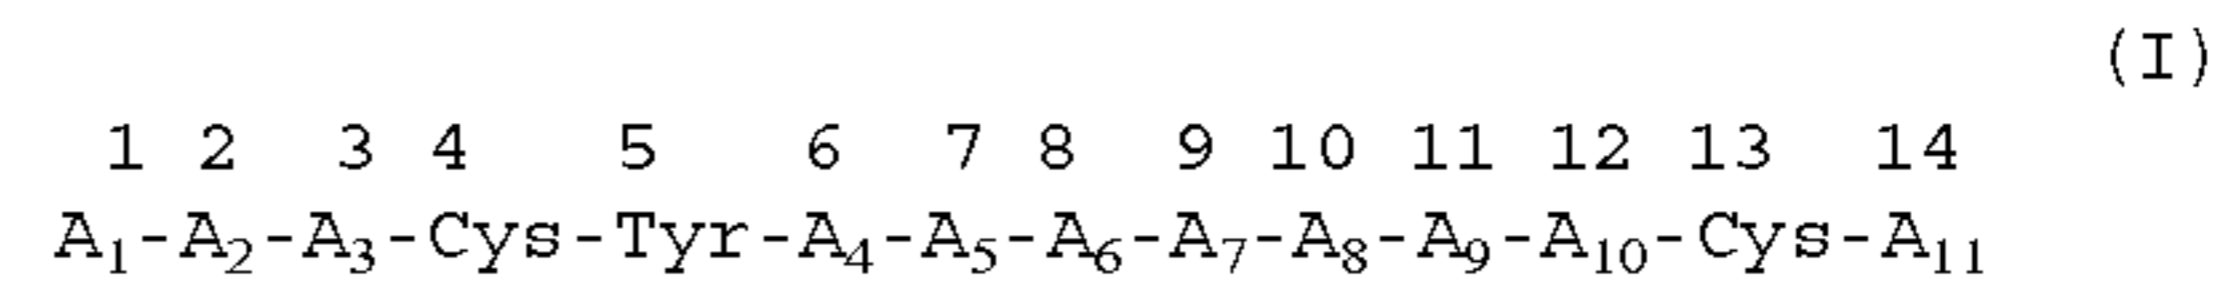 (I)
1 2 3 4 5 6 7 8 9 10 11 12 13 14
A₁-A₂-A₃-Cys-Tyr-A₄-A₅-A₆-A₇-A₈-A₉-A₁₀-Cys-A₁₁